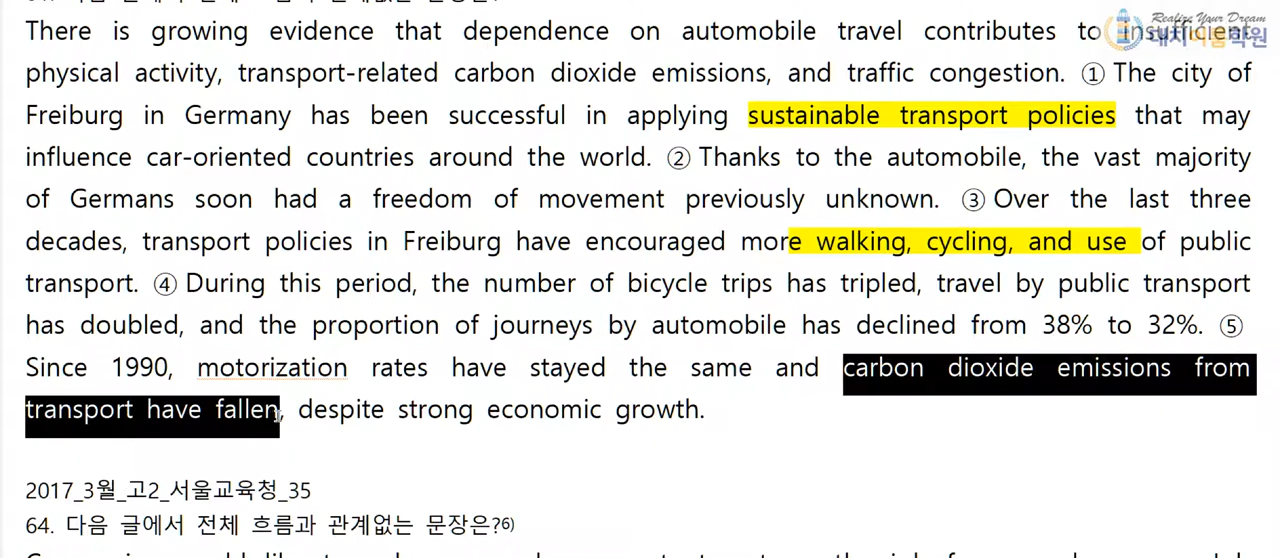 There is growing evidence that dependence on automobile travel contributes to insufficient
physical activity, transport-related carbon dioxide emissions, and traffic congestion. ① The city of
Freiburg in Germany has been successful in applying sustainable transport policies that may
influence car-oriented countries around the world. ② Thanks to the automobile, the vast majority
of Germans soon had a freedom of movement previously unknown. ③ Over the last three
decades, transport policies in Freiburg have encouraged more walking, cycling, and use of public
transport. ④ During this period, the number of bicycle trips has tripled, travel by public transport
has doubled, and the proportion of journeys by automobile has declined from 38% to 32%. ⑤
Since 1990, motorization rates have stayed the same and carbon dioxide emissions from
transport have fallen, despite strong economic growth.
2017_3월_고2_서울교육청_35
64. 다음 글에서 전체 흐름과 관계없는 문장은?6)
Realize Your Dream